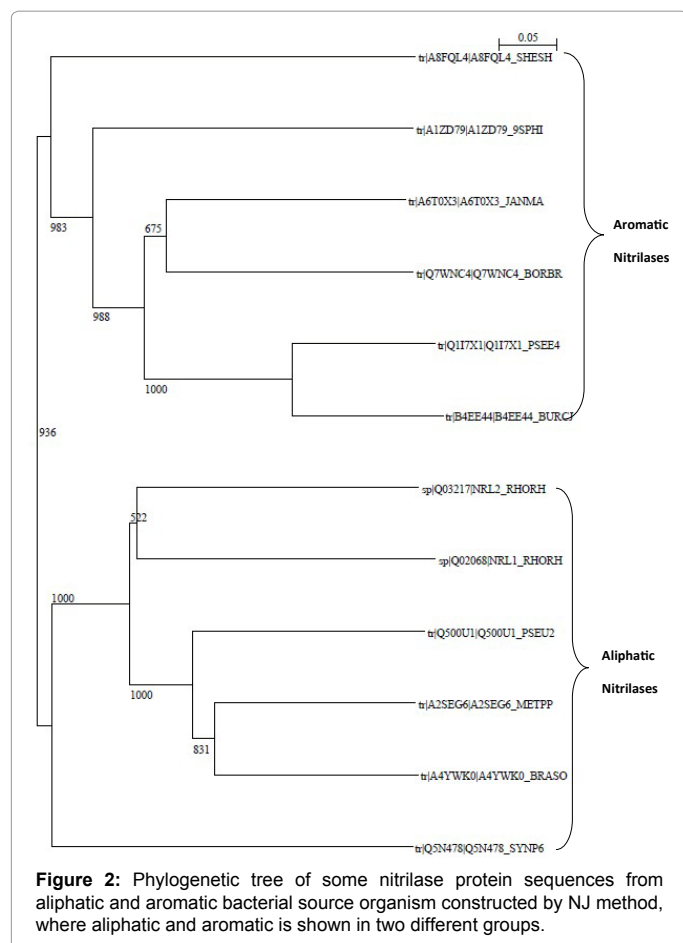 0.05
tr|A8FQL4|A8FQL4_SHESH
tr|A1ZD79|A1ZD79_9SPHI
983
675
tr|A6T0X3|A6T0X3_JANMA
Aromatic
Nitrilases
tr|Q7WNC4|Q7WNC4_BORBR
988
tr|Q1I7X1|Q1I7X1_PSEE4
1000
tr|B4EE44|B4EE44_BURCJ
936
sp|Q03217|NRL2_RHORH
522
sp|Q02068|NRL1_RHORH
1000
tr|Q500U1|Q500U1_PSEU2
Aliphatic
Nitrilases
1000
tr|A2SEG6|A2SEG6_METPP
831
tr|A4YWK0|A4YWK0_BRASO
tr|Q5N478|Q5N478_SYNP6
Figure 2: Phylogenetic tree of some nitrilase protein sequences from
aliphatic and aromatic bacterial source organism constructed by NJ method,
where aliphatic and aromatic is shown in two different groups.